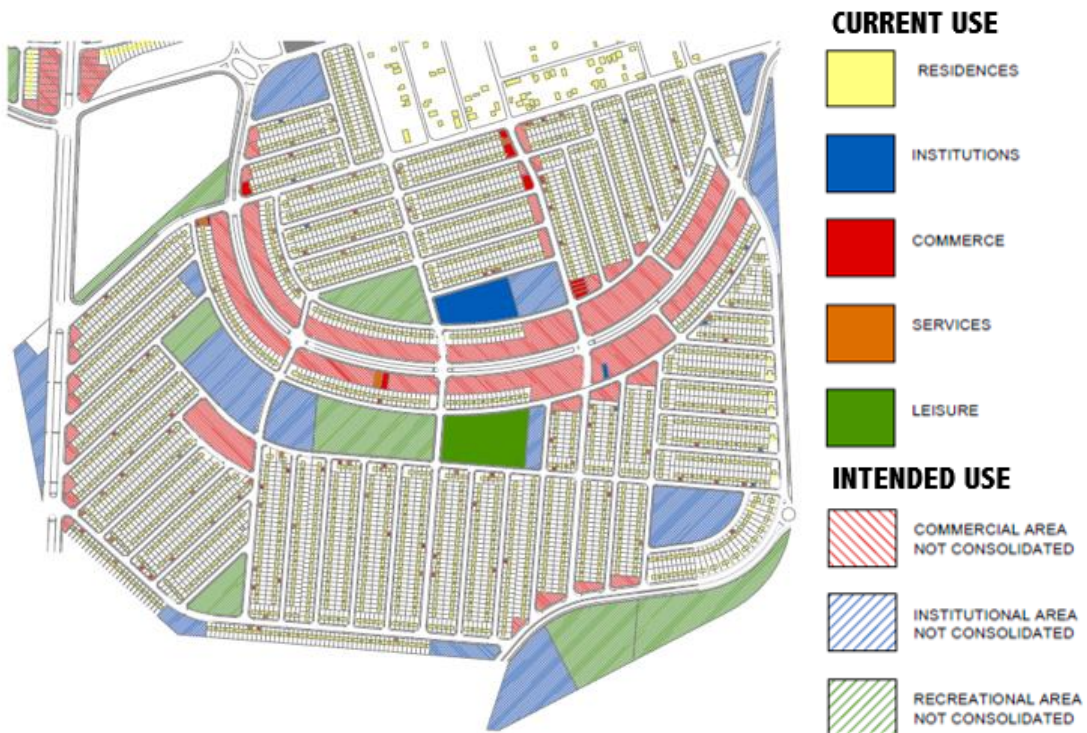 CURRENT USE
RESIDENCES
INSTITUTIONS
COMMERCE
SERVICES
LEISURE
INTENDED USE
COMMERCIAL AREA
NOT CONSOLIDATED
INSTITUTIONAL AREA
NOT CONSOLIDATED
RECREATIONAL AREA
NOT CONSOLIDATED